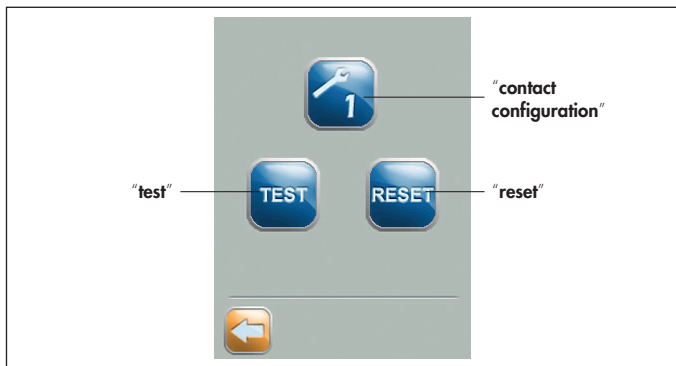 1
"contact
configuration"
"test"
TEST
RESET
"reset"